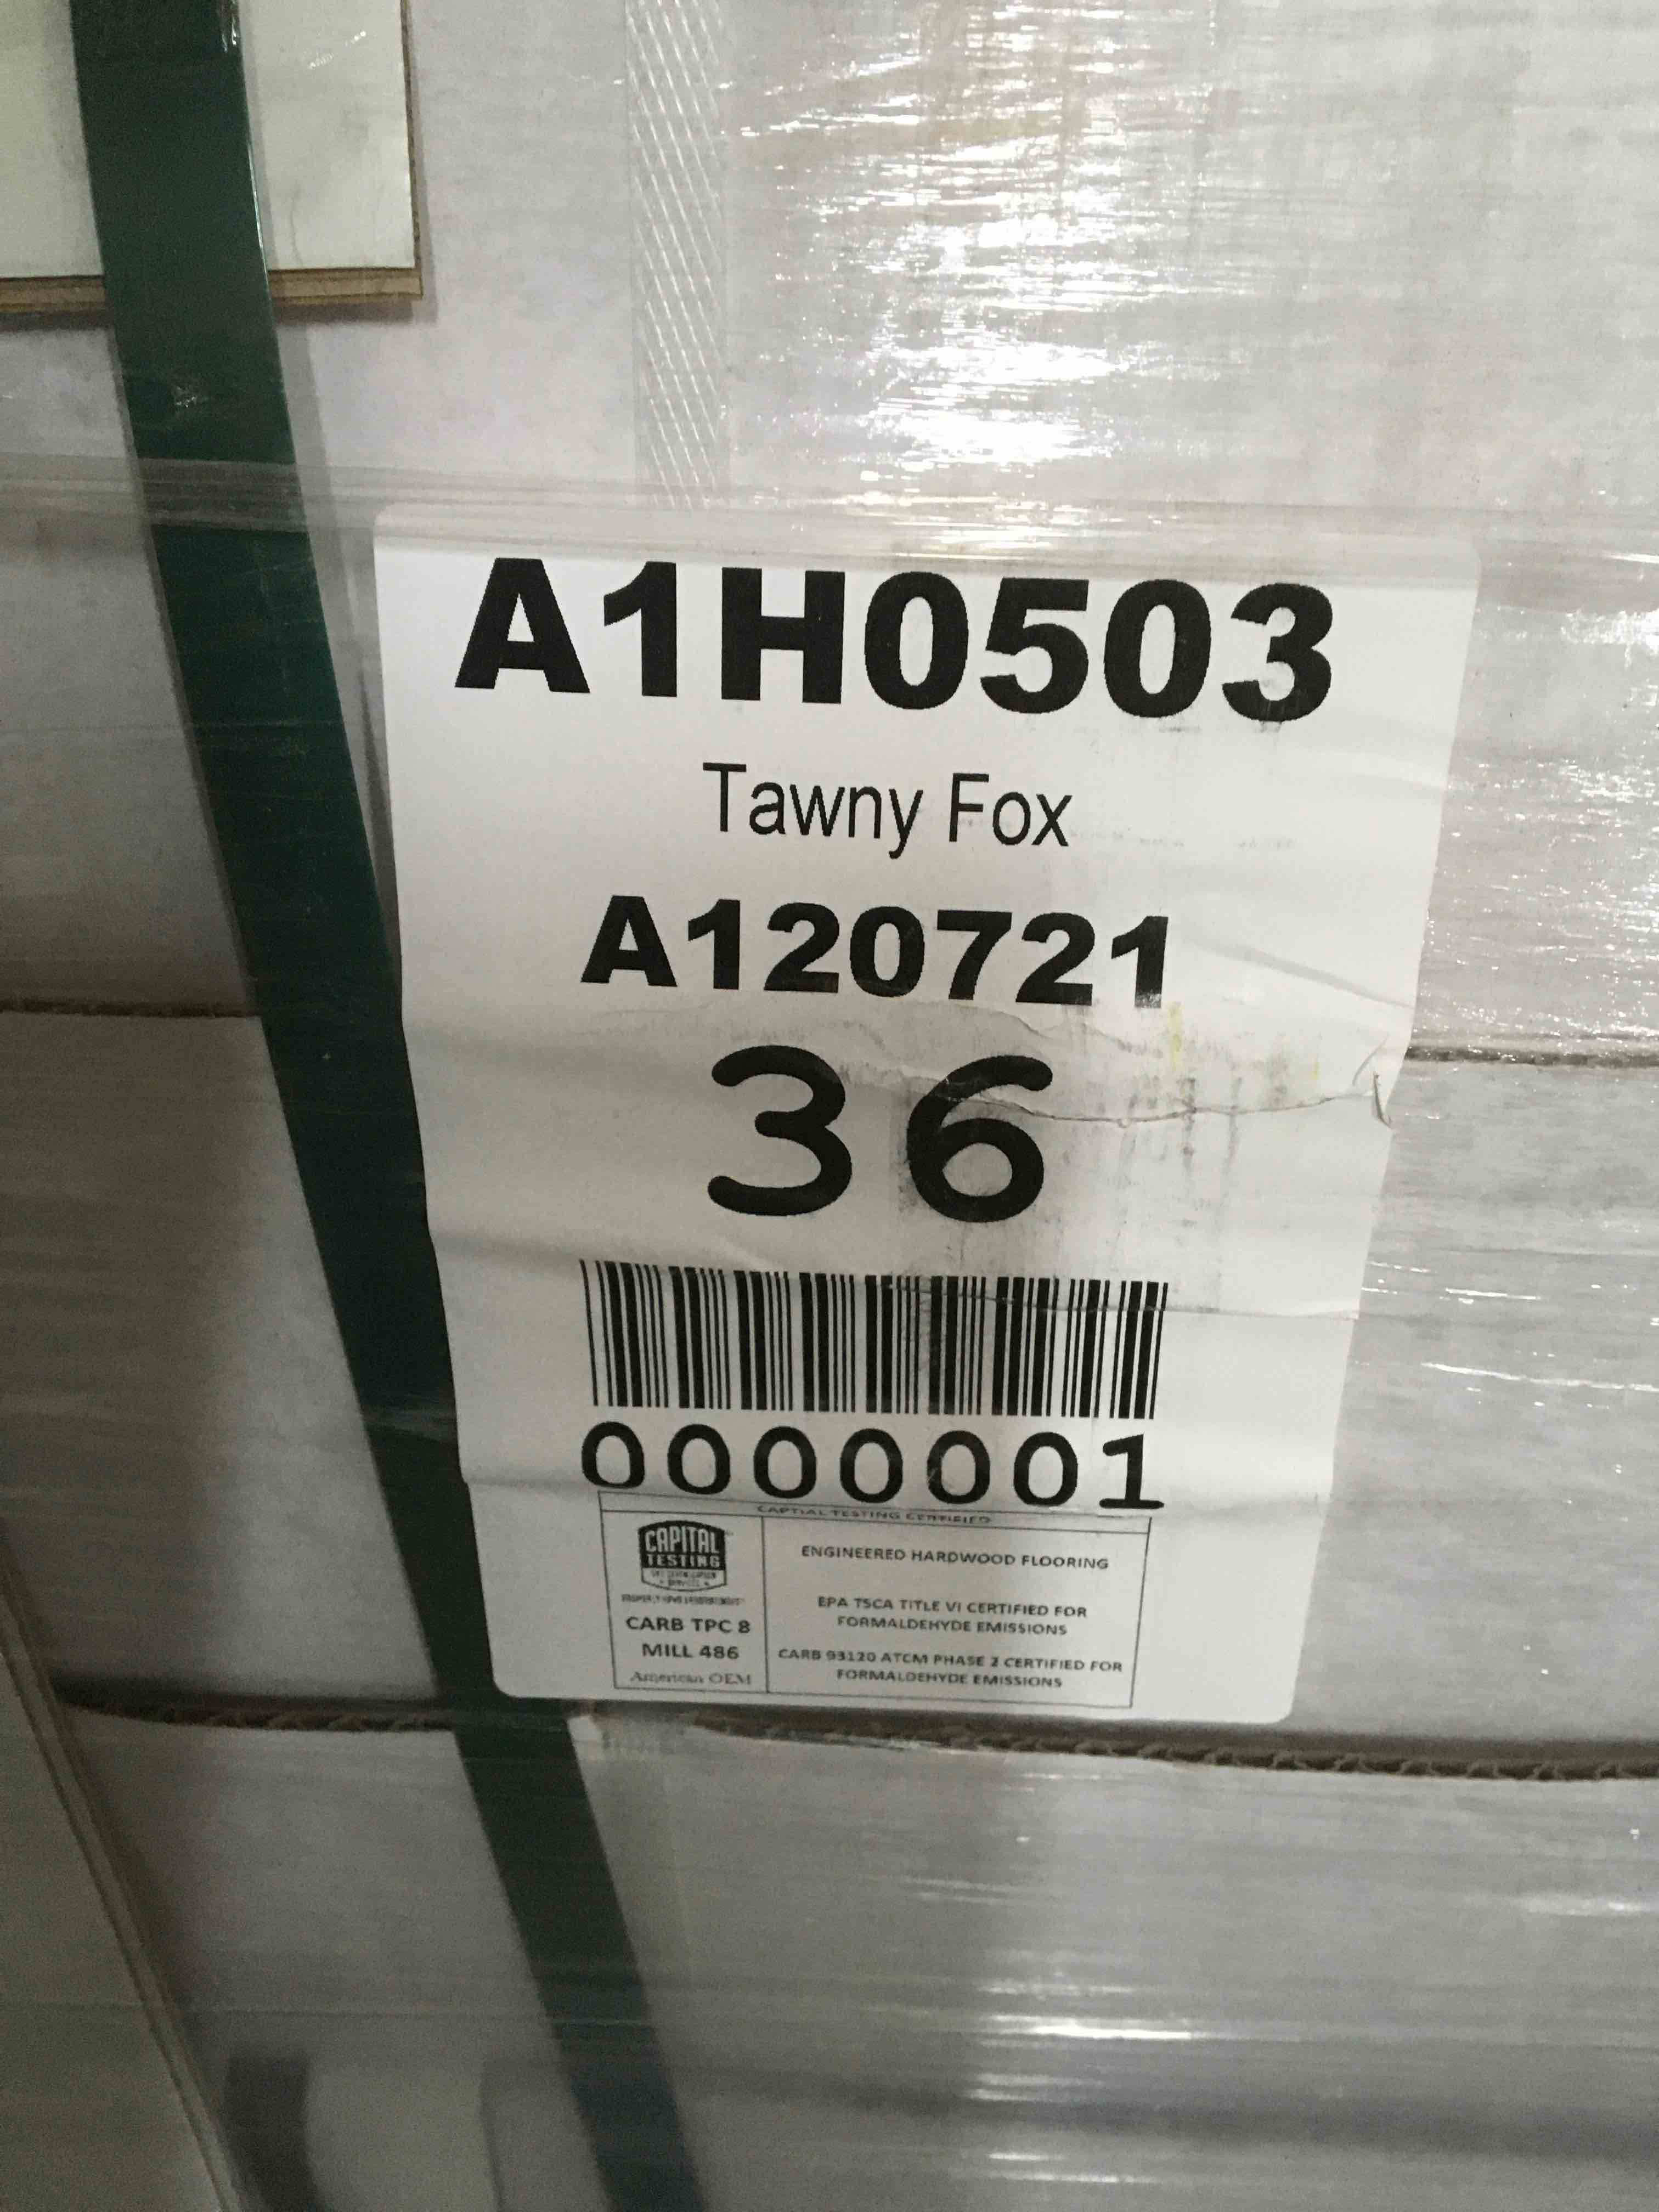 A1H0503
Tawny Fox
A120721
36
0000001
CAPTIAL TESTING CERTIFIED
CAPITAL
TESTING
CARB TPC 8
MILL 486
American OEM
ENGINEERED HARDWOOD FLOORING
EPA TSCA TITLE VI CERTIFIED FOR
FORMALDEHYDE EMISSIONS
CARB 93120 ATCM PHASE 2 CERTIFIED FOR
FORMALDEHYDE EMISSIONS